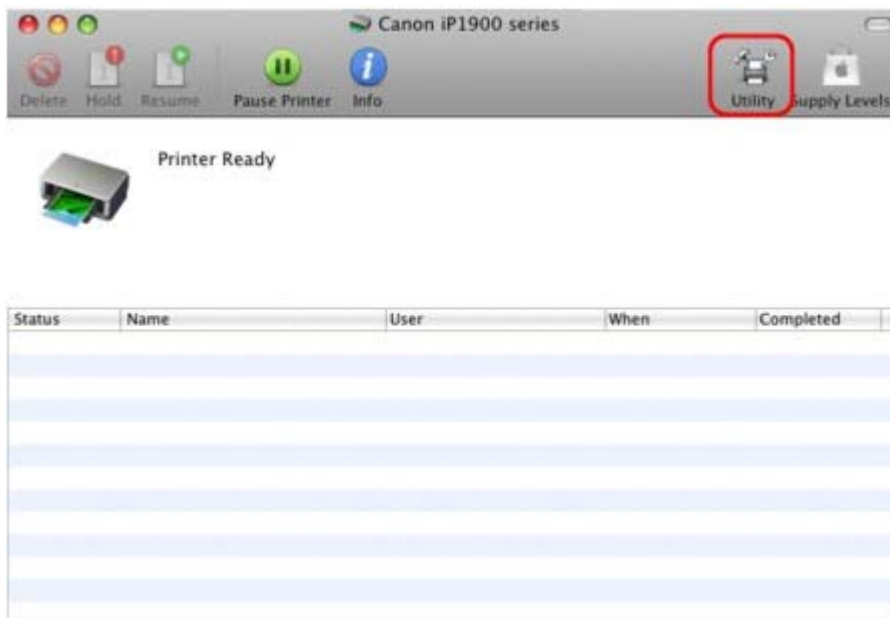 Canon iP1900 series
Delete Hold Resume Pause Printer Info Utility Supply Levels
Printer Ready
Status Name User When Completed